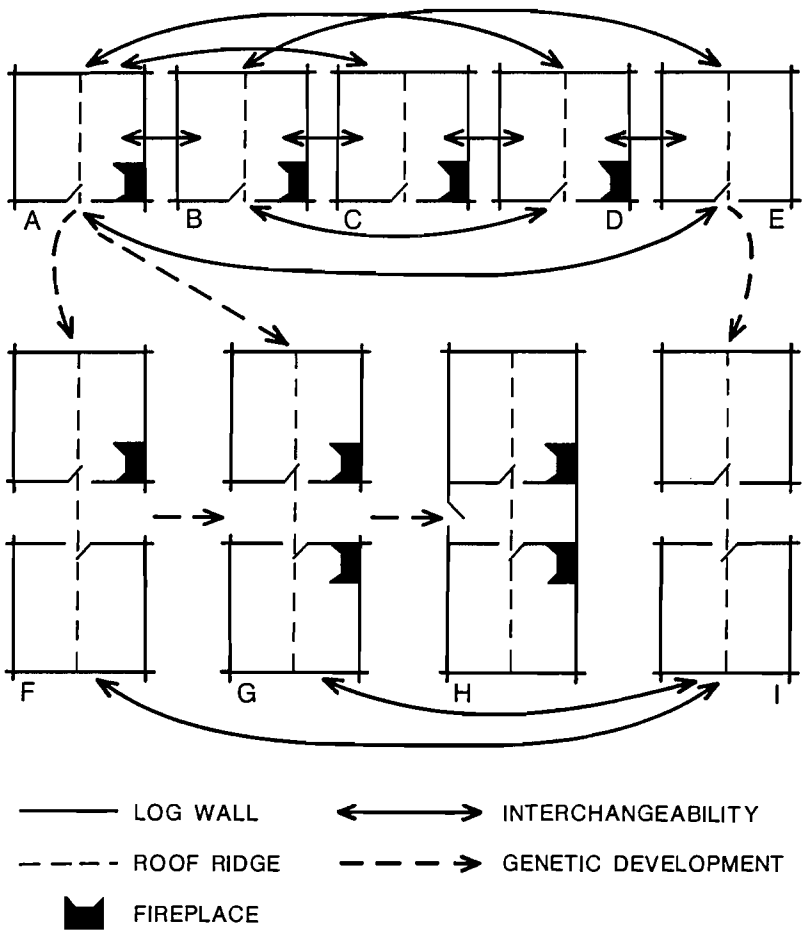 A B C D E
F G H I
LOG WALL INTERCHANGEABILITY
ROOF RIDGE GENETIC DEVELOPMENT
FIREPLACE